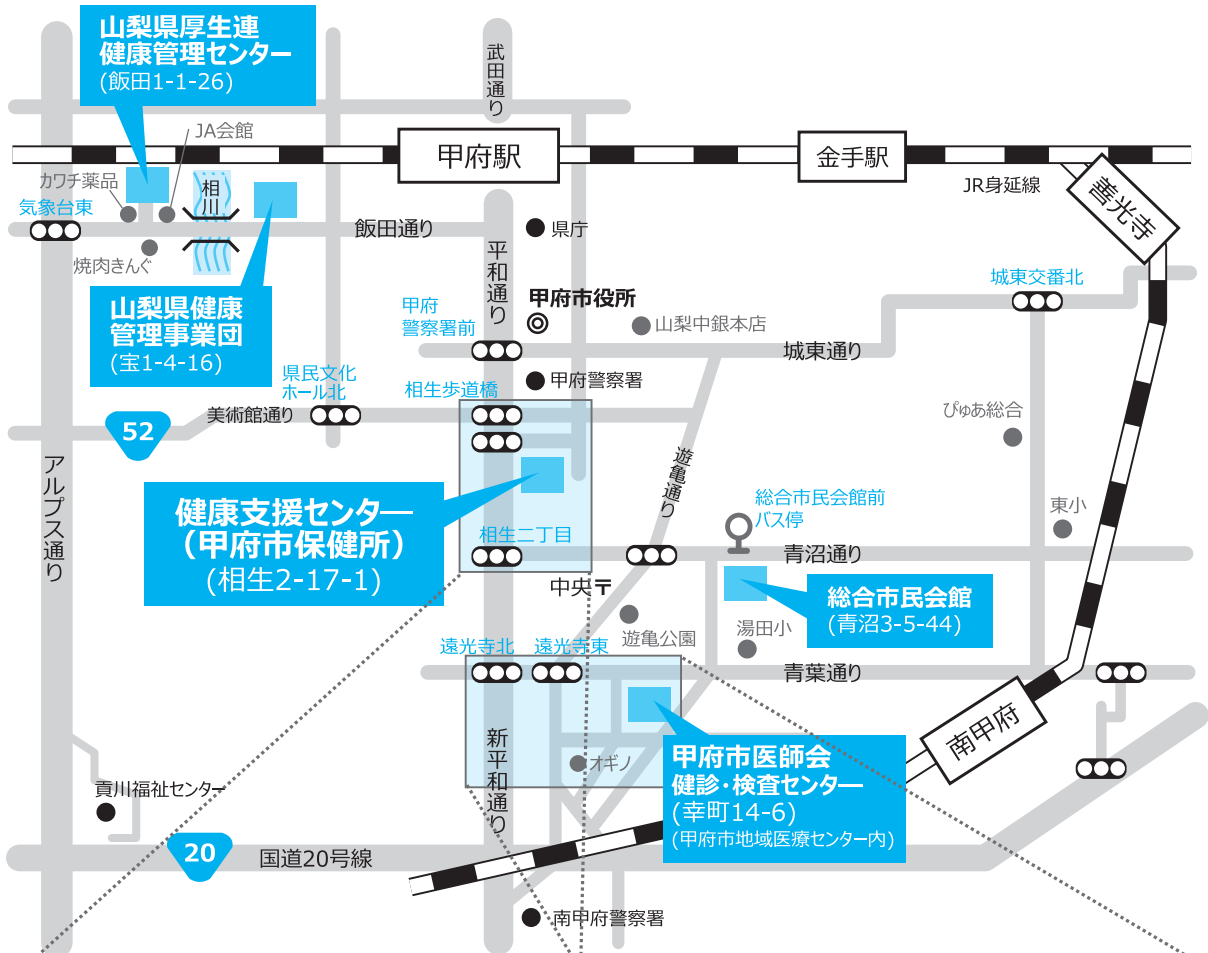 山梨県厚生連
健康管理センター
(飯田1-1-26)
武田通り
JA会館
甲府駅
金手駅
JR身延線
善光寺
カワチ薬品
相川
気象台東
飯田通り
県庁
焼肉きんぐ
平和通り
城東交番北
山梨県健康
管理事業団
(宝1-4-16)
甲府
警察署前
甲府市役所
山梨中銀本店
城東通り
県民文化
ホール北
相生歩道橋
甲府警察署
美術館通り
52
ぴゅあ総合
アルプス通り
遊亀通り
健康支援センター
(甲府市保健所)
(相生2-17-1)
総合市民会館前
バス停
東小
相生二丁目
青沼通り
中央〒
総合市民会館
(青沼3-5-44)
遊亀公園
湯田小
遠光寺北
遠光寺東
青葉通り
南甲府
新平和通り
オギノ
甲府市医師会
健診・検査センター
(幸町14-6)
(甲府市地域医療センター内)
貢川福祉センター
20
国道20号線
南甲府警察署